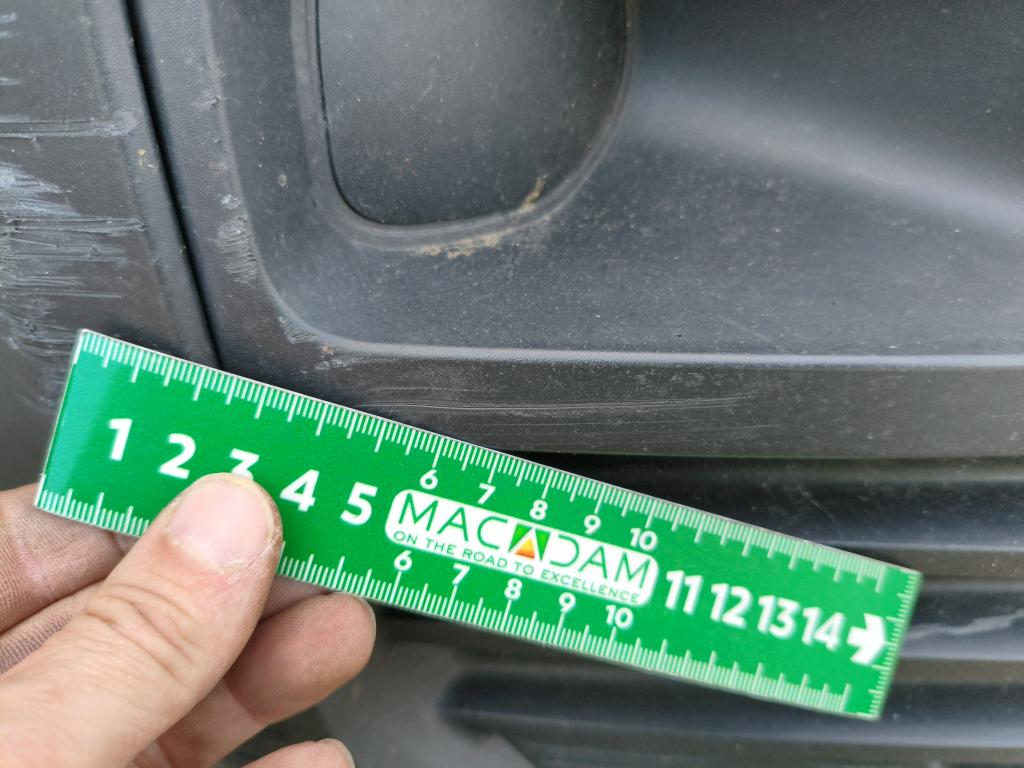 1 2 3 4 5 6 7 8 9 10 11 12 13 14
MACADAM
ON THE ROAD TO EXCELLENCE
6 7 8 9 10